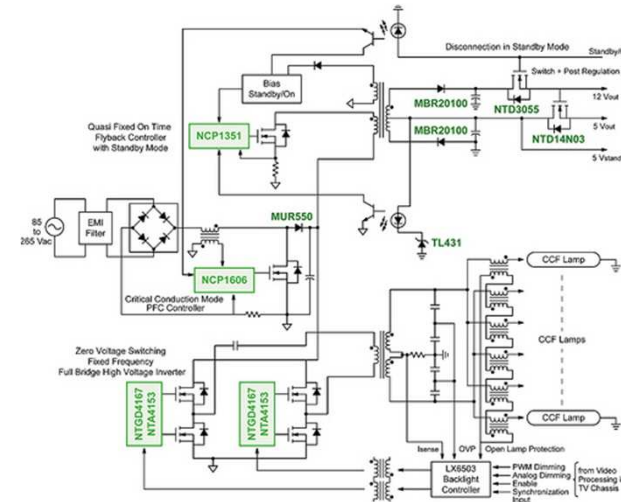 Disconnection in Standby Mode
Standby/
Switch + Post Regulation
Bias
Standby/On
MBR20100
12 Vout
NTD3055
Quasi Fixed On Time
Flyback Controller
with Standby Mode
NCP1351
MBR20100
5 Vout
NTD14N03
5 Vstand
85
to
265 Vac
EMI
Filter
MUR550
TL431
NCP1606
Critical Conduction Mode
PFC Controller
CCF Lamp
Zero Voltage Switching
Fixed Frequency
Full Bridge High Voltage Inverter
CCF Lamps
NTGD4167
NTA4153
NTGD4167
NTA4153
CCF Lamp
Isense
OVP
Open Lamp Protection
LX6503
Backlight
Controller
PWM Dimming
Analog Dimming
Enable
Synchronization
Input
from Video
Processing i
TV Chassis